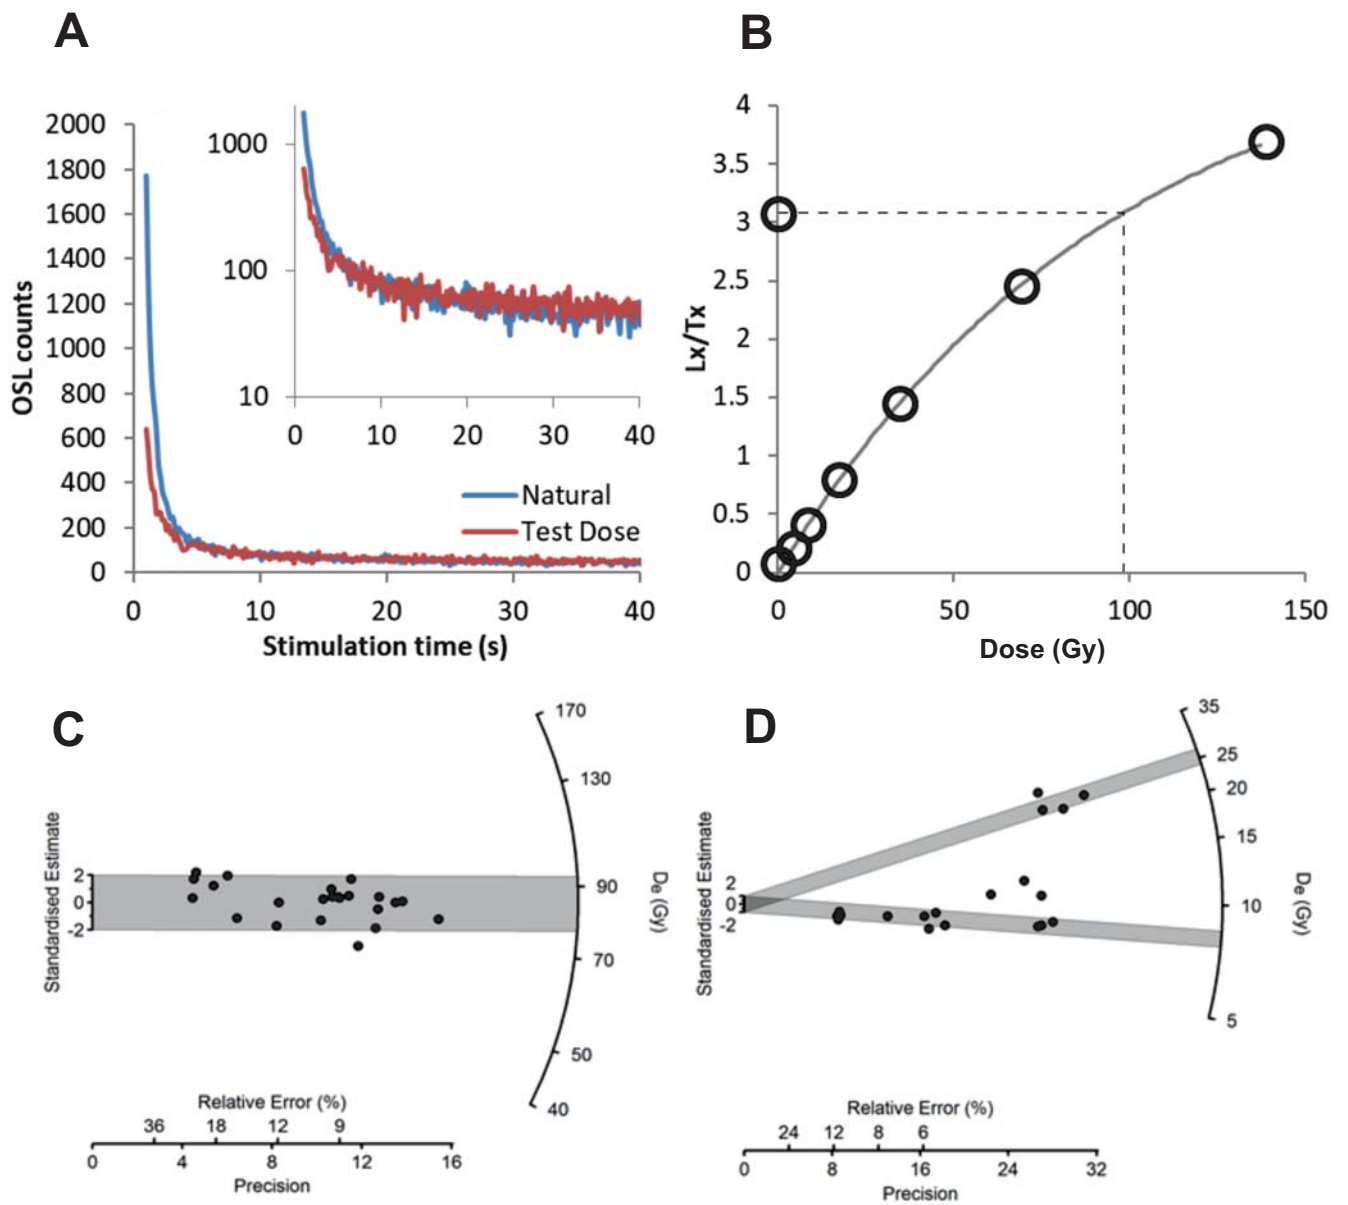 A
2000
1800
1600
1400
1200
1000
800
600
400
200
0
OSL counts
0 10 20 30 40
Stimulation time (s)
1000
100
10
0 10 20 30 40
Natural
Test Dose
B
4
3.5
3
2.5
2
1.5
1
0.5
0
Lx/Tx
0 50 100 150
Dose (Gy)
C
Standardised Estimate
2
0
-2
170
130
90
70
50
40
De (Gy)
Relative Error (%)
36 18 12 9
0 4 8 12 16
Precision
D
Standardised Estimate
2
0
-2
35
25
20
15
10
5
De (Gy)
Relative Error (%)
24 12 8 6
0 8 16 24 32
Precision